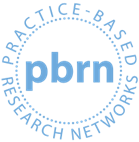 PRACTICE-BASED
pbrn
RESEARCH NETWORKS